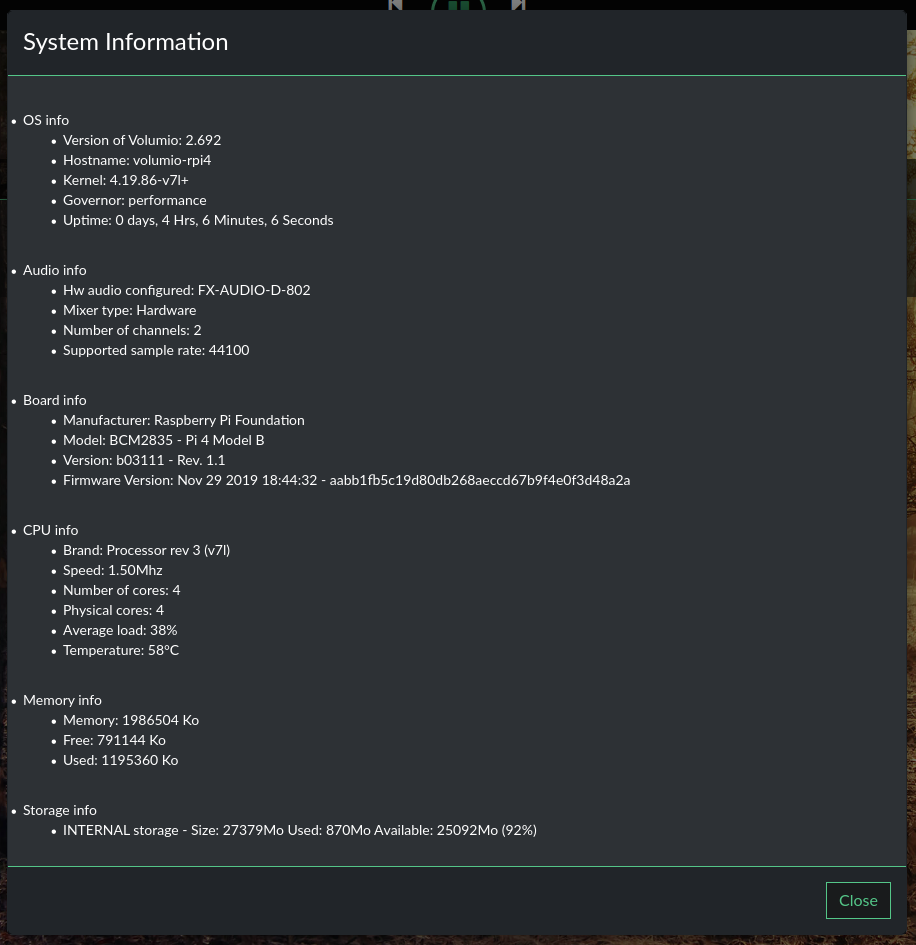 System Information
OS info
Version of Volumio: 2.692
Hostname: volumio-rpi4
Kernel: 4.19.86-v7l+
Governor: performance
Uptime: 0 days, 4 Hrs, 6 Minutes, 6 Seconds
Audio info
Hw audio configured: FX-AUDIO-D-802
Mixer type: Hardware
Number of channels: 2
Supported sample rate: 44100
Board info
Manufacturer: Raspberry Pi Foundation
Model: BCM2835 - Pi 4 Model B
Version: b03111 - Rev. 1.1
Firmware Version: Nov 29 2019 18:44:32 - aabb1fb5c19d80db268aeccd67b9f4e0f3d48a2a
CPU info
Brand: Processor rev 3 (v7l)
Speed: 1.50Mhz
Number of cores: 4
Physical cores: 4
Average load: 38%
Temperature: 58°C
Memory info
Memory: 1986504 Ko
Free: 791144 Ko
Used: 1195360 Ko
Storage info
INTERNAL storage - Size: 27379Mo Used: 870Mo Available: 25092Mo (92%)
Close